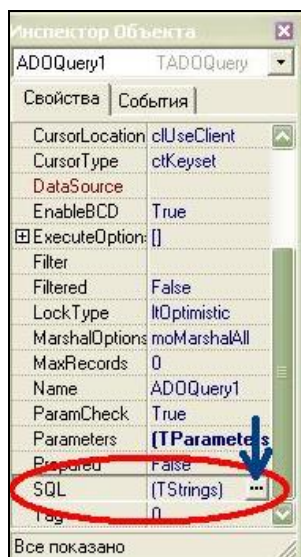 Инспектор Объекта
ADOQuery1 TADOQuery
Свойства События
CursorLocation clUseClient
CursorType ctKeyset
DataSource
EnableBCD True
ExecuteOption: []
Filter
Filtered False
LockType ltOptimistic
MarshalOptions moMarshalAll
MaxRecords 0
Name ADOQuery1
ParamCheck True
Parameters (TParameters
Prepared False
SQL (TStrings) ...
Tag 0
Все показано